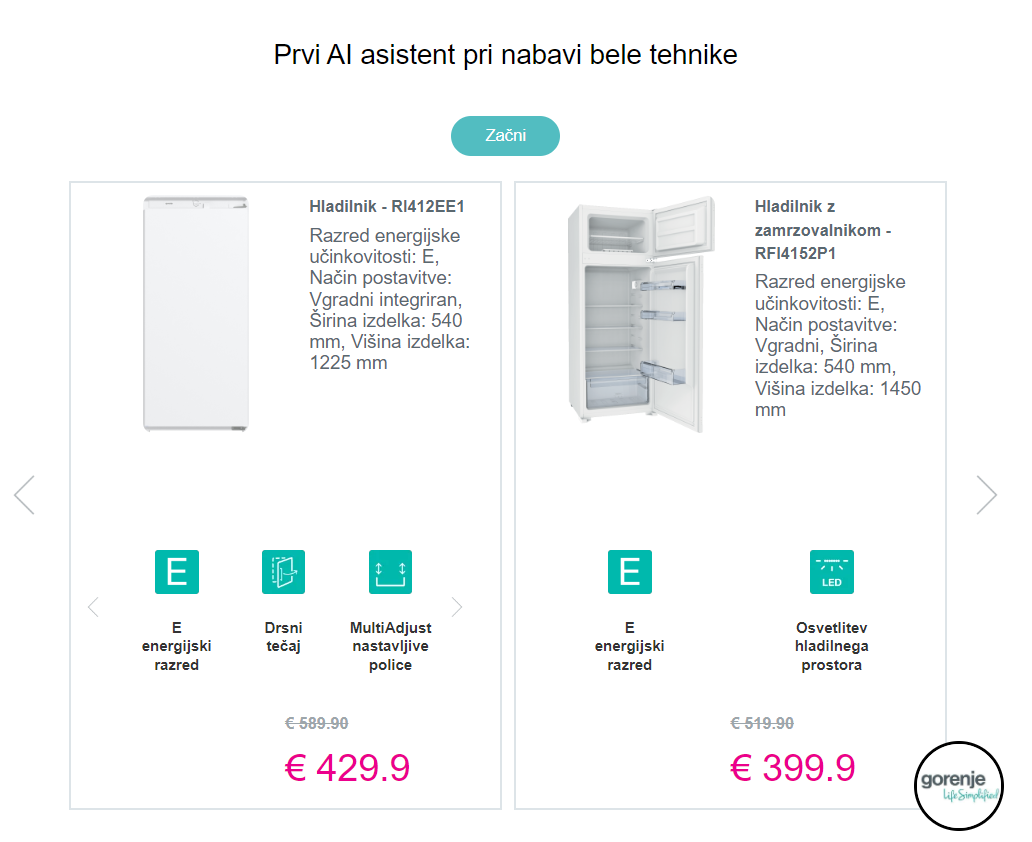 Prvi AI asistent pri nabavi bele tehnike
Začni
Hladilnik - RI412EE1
Razred energijske
učinkovitosti: E,
Način postavitve:
Vgradni integriran,
Širina izdelka: 540
mm, Višina izdelka:
1225 mm
E
E
energijski
razred
Drsni
tečaj
MultiAdjust
nastavljive
police
€ 589.90
€ 429.9
Hladilnik z
zamrzovalnikom -
RFI4152P1
Razred energijske
učinkovitosti: E,
Način postavitve:
Vgradni, Širina
izdelka: 540 mm,
Višina izdelka: 1450
mm
E
LED
E
energijski
razred
Osvetlitev
hladilnega
prostora
€ 519.90
€ 399.9
gorenje
Life Simplified